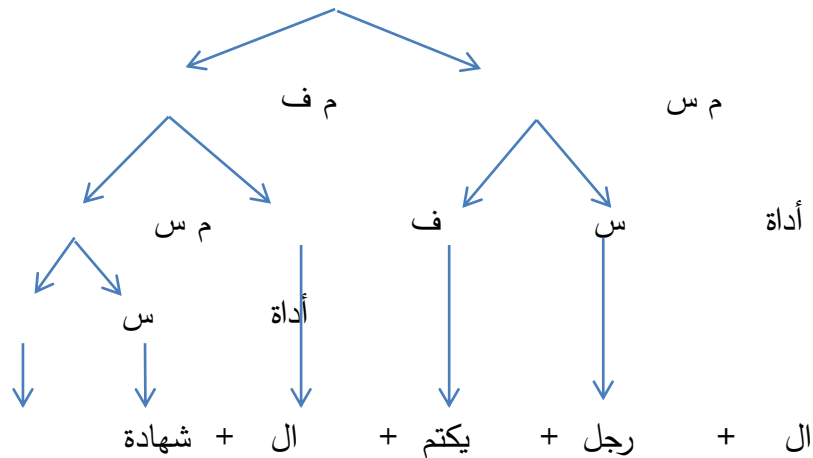 م س م ف
أداة س ف م س
أداة س
ال + رجل + يكتم + ال + شهادة